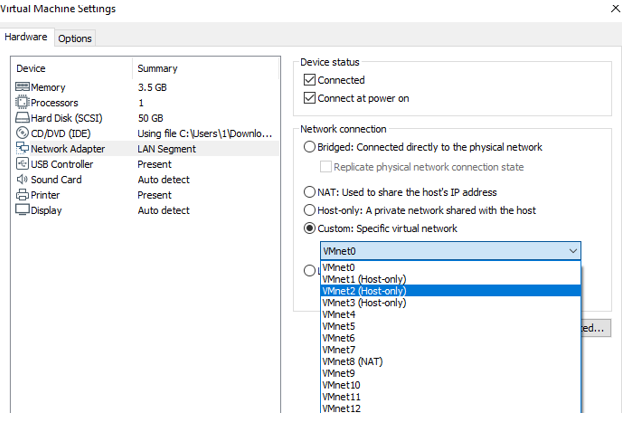 Virtual Machine Settings
Hardware
Options
Device
Summary
Memory
3.5 GB
Processors
1
Hard Disk (SCSI)
50 GB
CD/DVD (IDE)
Using file C:\Users\1\Downlo...
Network Adapter
LAN Segment
USB Controller
Present
Sound Card
Auto detect
Printer
Present
Display
Auto detect
Device status
Connected
Connect at power on
Network connection
Bridged: Connected directly to the physical network
Replicate physical network connection state
NAT: Used to share the host's IP address
Host-only: A private network shared with the host
Custom: Specific virtual network
VMnet0
VMnet0
VMnet1 (Host-only)
VMnet2 (Host-only)
VMnet3 (Host-only)
VMnet4
VMnet5
VMnet6
VMnet7
VMnet8 (NAT)
VMnet9
VMnet10
VMnet11
VMnet12
ed...